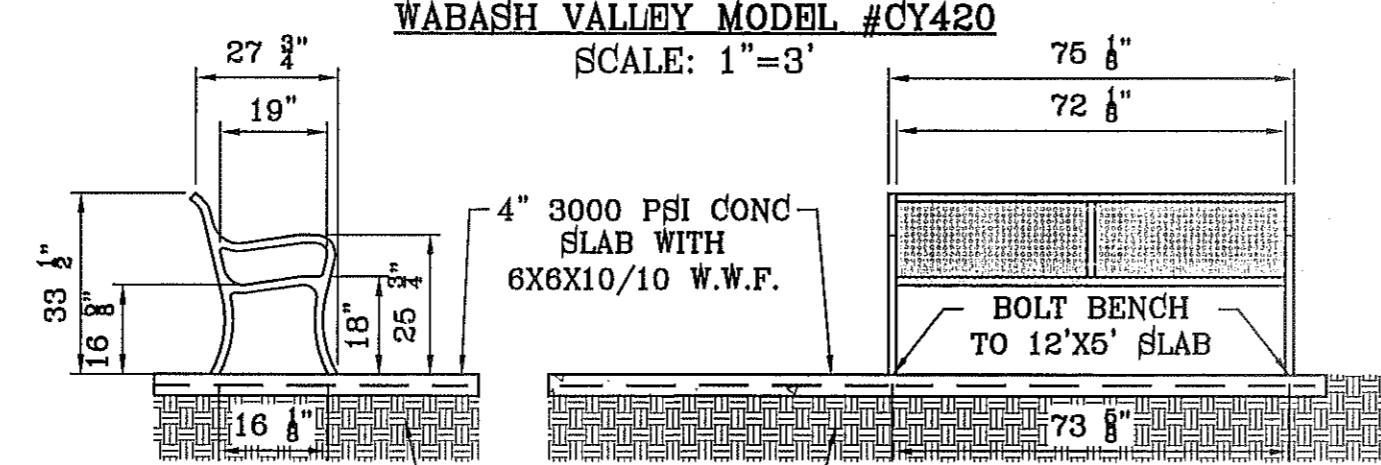 WABASH VALLEY MODEL #CY420
SCALE: 1"=3'
27 3/4"
19"
75 1/8"
72 1/8"
4" 3000 PSI CONC
SLAB WITH
6X6X10/10 W.W.F.
33 1/2"
16 5/8"
18"
25 3/4"
BOLT BENCH
TO 12'X5' SLAB
16 1/8"
73 5/8"